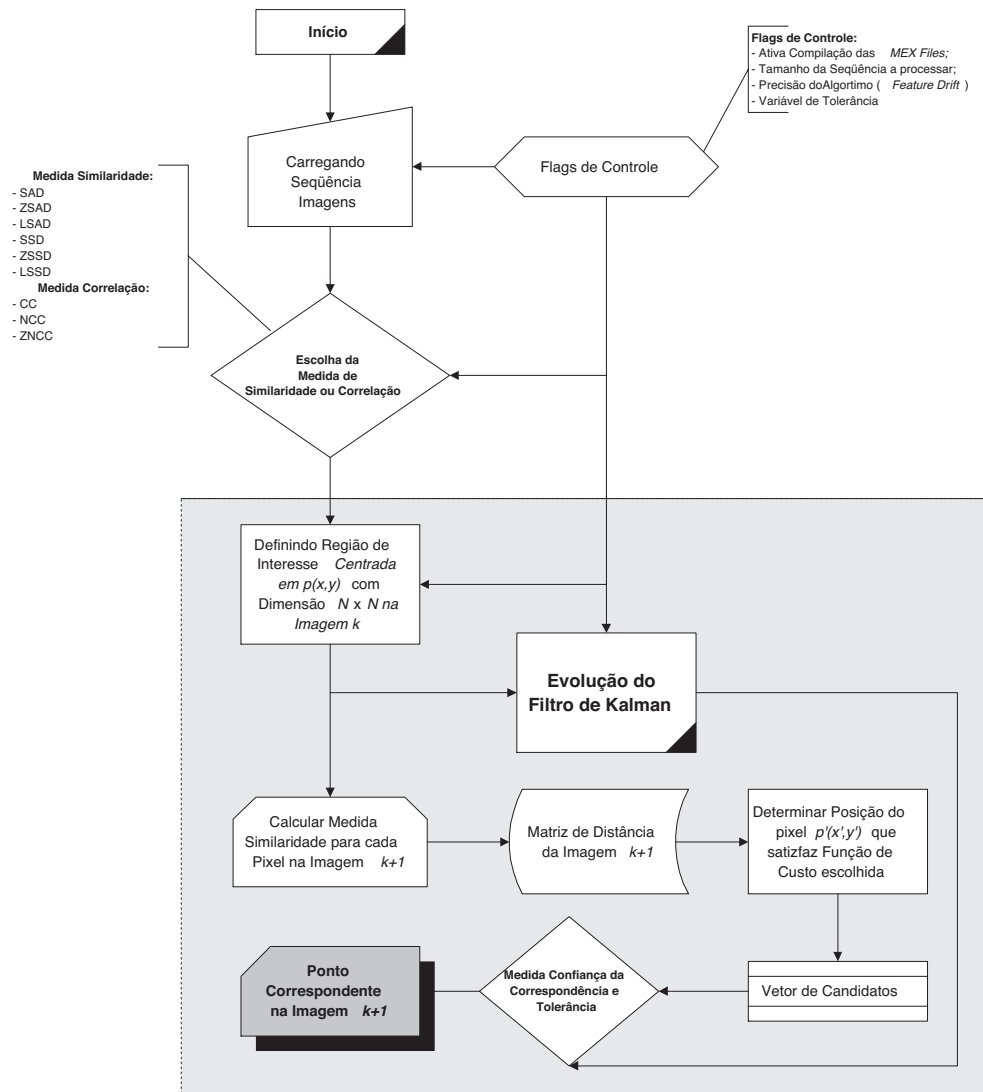 Início
Flags de Controle:
- Ativa Compilação das MEX Files;
- Tamanho da Seqüência a processar;
- Precisão doAlgortimo ( Feature Drift )
- Variável de Tolerância
Carregando
Seqüência
Imagens
Flags de Controle
Medida Similaridade:
- SAD
- ZSAD
- LSAD
- SSD
- ZSSD
- LSSD
Medida Correlação:
- CC
- NCC
- ZNCC
Escolha da
Medida de
Similaridade ou Correlação
Definindo Região de
Interesse Centrada
em p(x,y) com
Dimensão N x N na
Imagem k
Evolução do
Filtro de Kalman
Calcular Medida
Similaridade para cada
Pixel na Imagem k+1
Matriz de Distância
da Imagem k+1
Determinar Posição do
pixel p'(x',y') que
satizfaz Função de
Custo escolhida
Ponto
Correspondente
na Imagem k+1
Medida Confiança da
Correspondência e
Tolerância
Vetor de Candidatos